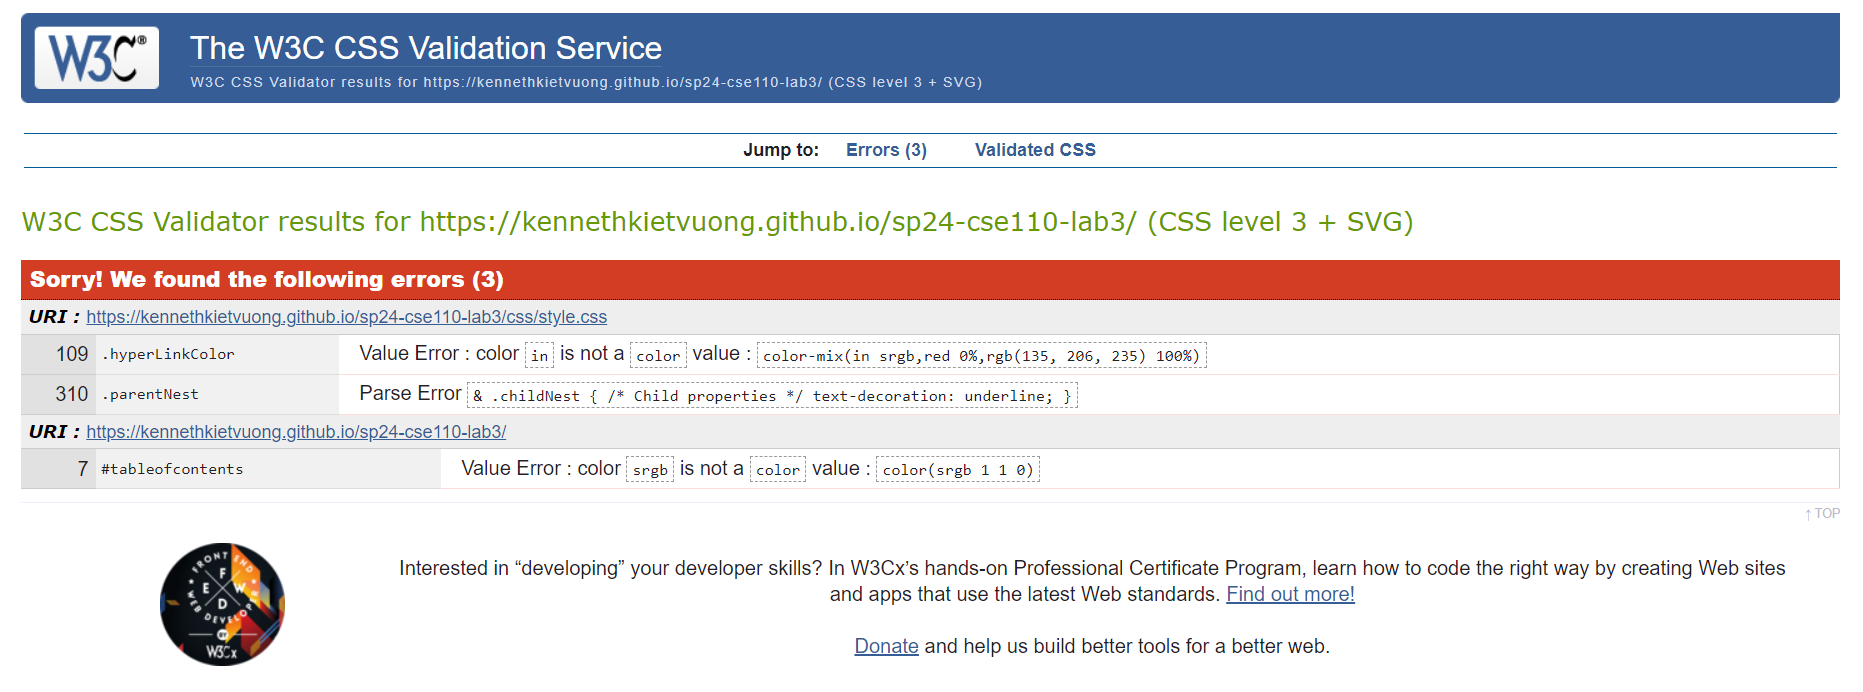 W3C®
The W3C CSS Validation Service
W3C CSS Validator results for https://kennethkietvuong.github.io/sp24-cse110-lab3/ (CSS level 3 + SVG)
Jump to: Errors (3) Validated CSS
W3C CSS Validator results for https://kennethkietvuong.github.io/sp24-cse110-lab3/ (CSS level 3 + SVG)
Sorry! We found the following errors (3)
URI : https://kennethkietvuong.github.io/sp24-cse110-lab3/css/style.css
109 .hyperLinkColor Value Error : color in is not a color value : color-mix(in srgb,red 0%,rgb(135, 206, 235) 100%)
310 .parentNest Parse Error & .childNest { /* Child properties */ text-decoration: underline; }
URI : https://kennethkietvuong.github.io/sp24-cse110-lab3/
7 #tableofcontents Value Error : color srgb is not a color value : color(srgb 1 1 0)
↑ TOP
FRONT END
WEB DEVELOPER
F
E W
D
BY
W3Cx
Interested in “developing” your developer skills? In W3Cx’s hands-on Professional Certificate Program, learn how to code the right way by creating Web sites
and apps that use the latest Web standards. Find out more!
Donate and help us build better tools for a better web.